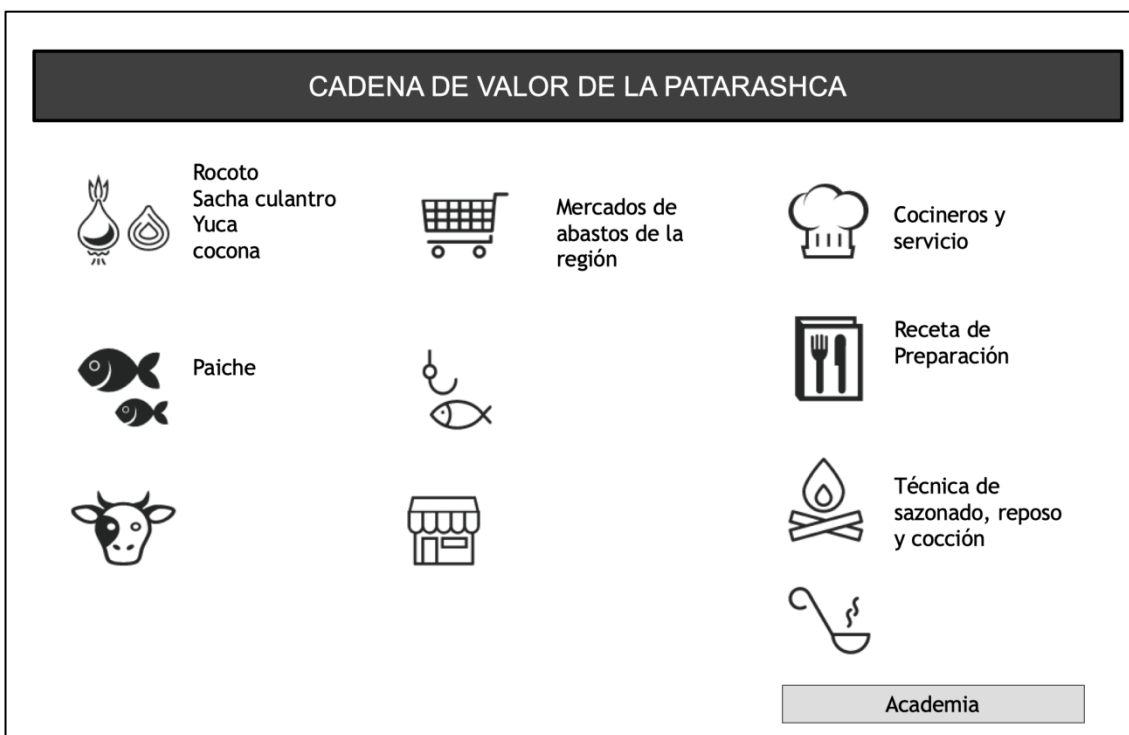 CADENA DE VALOR DE LA PATARASHCA
Rocoto
Sacha culantro
Yuca
cocona
Mercados de
abastos de la
región
Cocineros y
servicio
Paiche
Receta de
Preparación
Técnica de
sazonado, reposo
y cocción
Academia